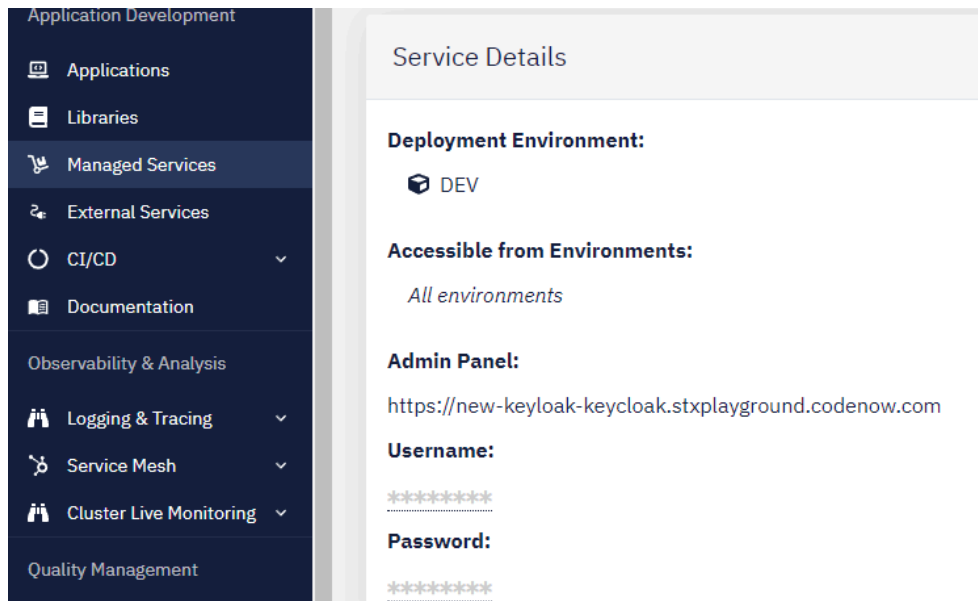 Application Development
Applications
Libraries
Managed Services
External Services
CI/CD
Documentation
Observability & Analysis
Logging & Tracing
Service Mesh
Cluster Live Monitoring
Quality Management
Service Details
Deployment Environment:
DEV
Accessible from Environments:
All environments
Admin Panel:
https://new-keyloak-keycloak.stxplayground.codenow.com
Username:
********
Password:
********